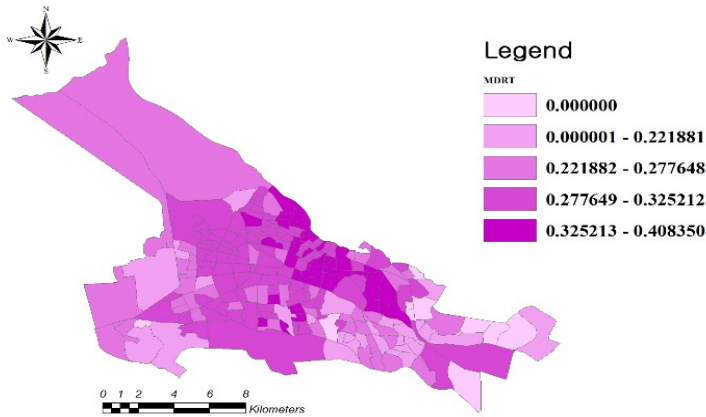 N
W E
S
Legend
MDRT
0.000000
0.000001 - 0.221881
0.221882 - 0.277648
0.277649 - 0.325212
0.325213 - 0.408350
0 1 2 4 6 8
Kilometers